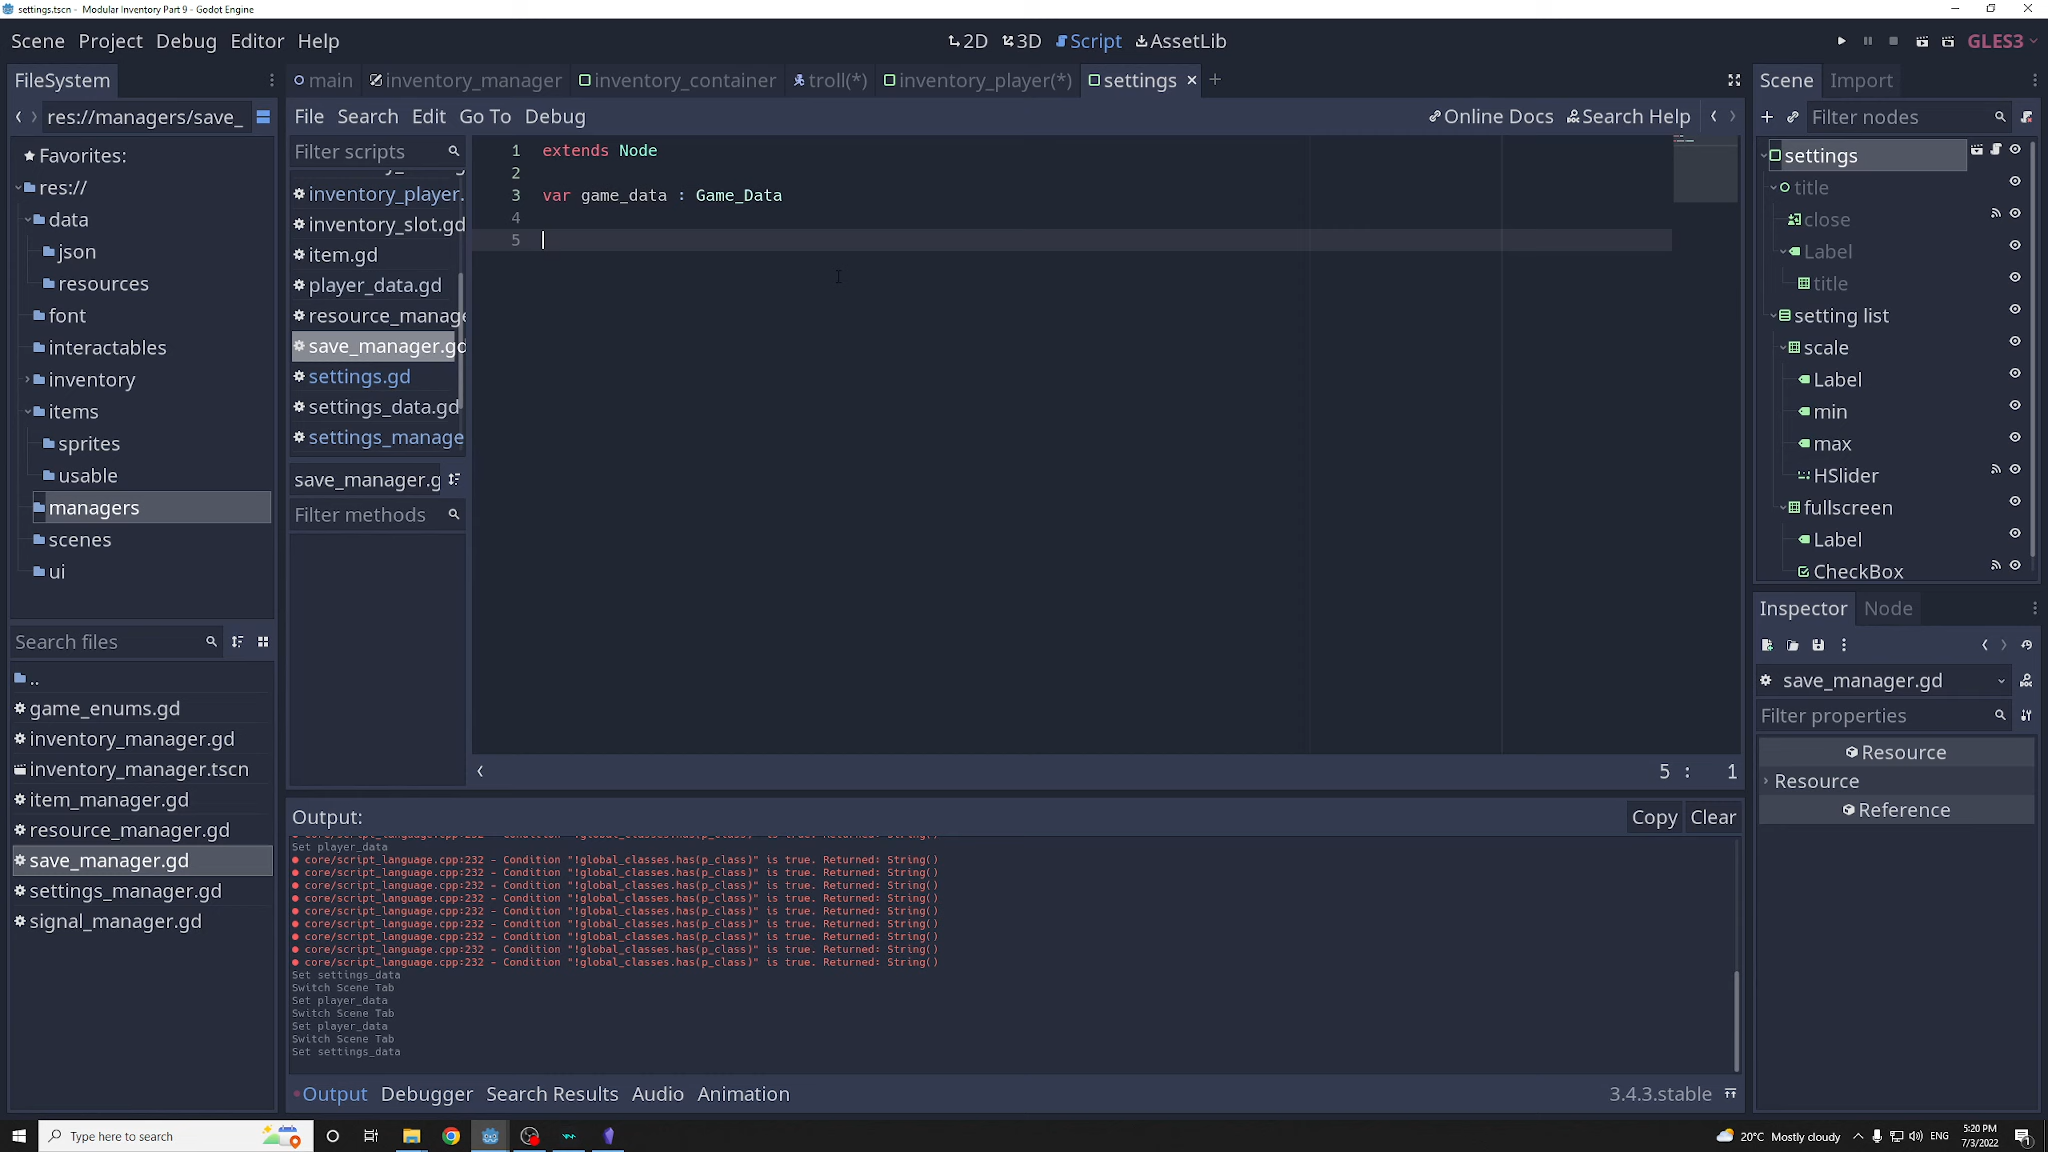 settings.tscn - Modular Inventory Part 9 - Godot Engine
Scene Project Debug Editor Help
2D 3D Script AssetLib
GLES3
FileSystem
res://managers/save_
Favorites:
res://
data
json
resources
font
interactables
inventory
items
sprites
usable
managers
scenes
ui
Search files
..
game_enums.gd
inventory_manager.gd
inventory_manager.tscn
item_manager.gd
resource_manager.gd
save_manager.gd
settings_manager.gd
signal_manager.gd
main inventory_manager inventory_container troll(*) inventory_player(*) settings
File Search Edit Go To Debug
Online Docs Search Help
Filter scripts
inventory_player.
inventory_slot.gd
item.gd
player_data.gd
resource_manage
save_manager.gd
settings.gd
settings_data.gd
settings_manage
save_manager.g
Filter methods
1 extends Node
2
3 var game_data : Game_Data
4
5
5 : 1
Output:
Copy Clear
core/script_language.cpp:232 - Condition "!global_classes.has(p_class)" is true. Returned: String()
Set player_data
core/script_language.cpp:232 - Condition "!global_classes.has(p_class)" is true. Returned: String()
core/script_language.cpp:232 - Condition "!global_classes.has(p_class)" is true. Returned: String()
core/script_language.cpp:232 - Condition "!global_classes.has(p_class)" is true. Returned: String()
core/script_language.cpp:232 - Condition "!global_classes.has(p_class)" is true. Returned: String()
core/script_language.cpp:232 - Condition "!global_classes.has(p_class)" is true. Returned: String()
core/script_language.cpp:232 - Condition "!global_classes.has(p_class)" is true. Returned: String()
core/script_language.cpp:232 - Condition "!global_classes.has(p_class)" is true. Returned: String()
core/script_language.cpp:232 - Condition "!global_classes.has(p_class)" is true. Returned: String()
core/script_language.cpp:232 - Condition "!global_classes.has(p_class)" is true. Returned: String()
Set settings_data
Switch Scene Tab
Set player_data
Switch Scene Tab
Set player_data
Switch Scene Tab
Set settings_data
Output Debugger Search Results Audio Animation
3.4.3.stable
Scene Import
Filter nodes
settings
title
close
Label
title
setting list
scale
Label
min
max
HSlider
fullscreen
Label
CheckBox
Inspector Node
save_manager.gd
Filter properties
Resource
Resource
Reference
Type here to search
20°C Mostly cloudy
ENG
5:20 PM
7/3/2022